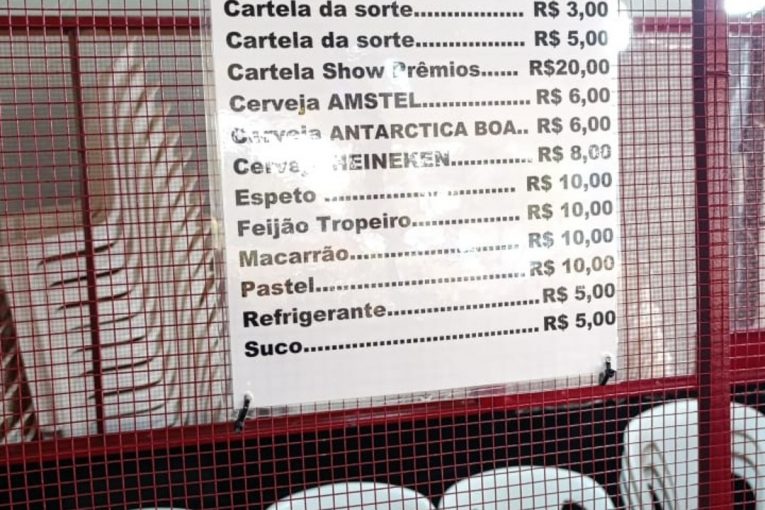 Cartela da sorte.................. R$ 3,00
Cartela da sorte.................. R$ 5,00
Cartela Show Prêmios...... R$20,00
Cerveja AMSTEL.................. R$ 6,00
Cerveja ANTARCTICA BOA.. R$ 6,00
Cerveja HEINEKEN............. R$ 8,00
Espeto ................................ R$ 10,00
Feijão Tropeiro.................. R$ 10,00
Macarrão............................ R$ 10,00
Pastel.................................. R$ 10,00
Refrigerante.........................R$ 5,00
Suco.......................................R$ 5,00